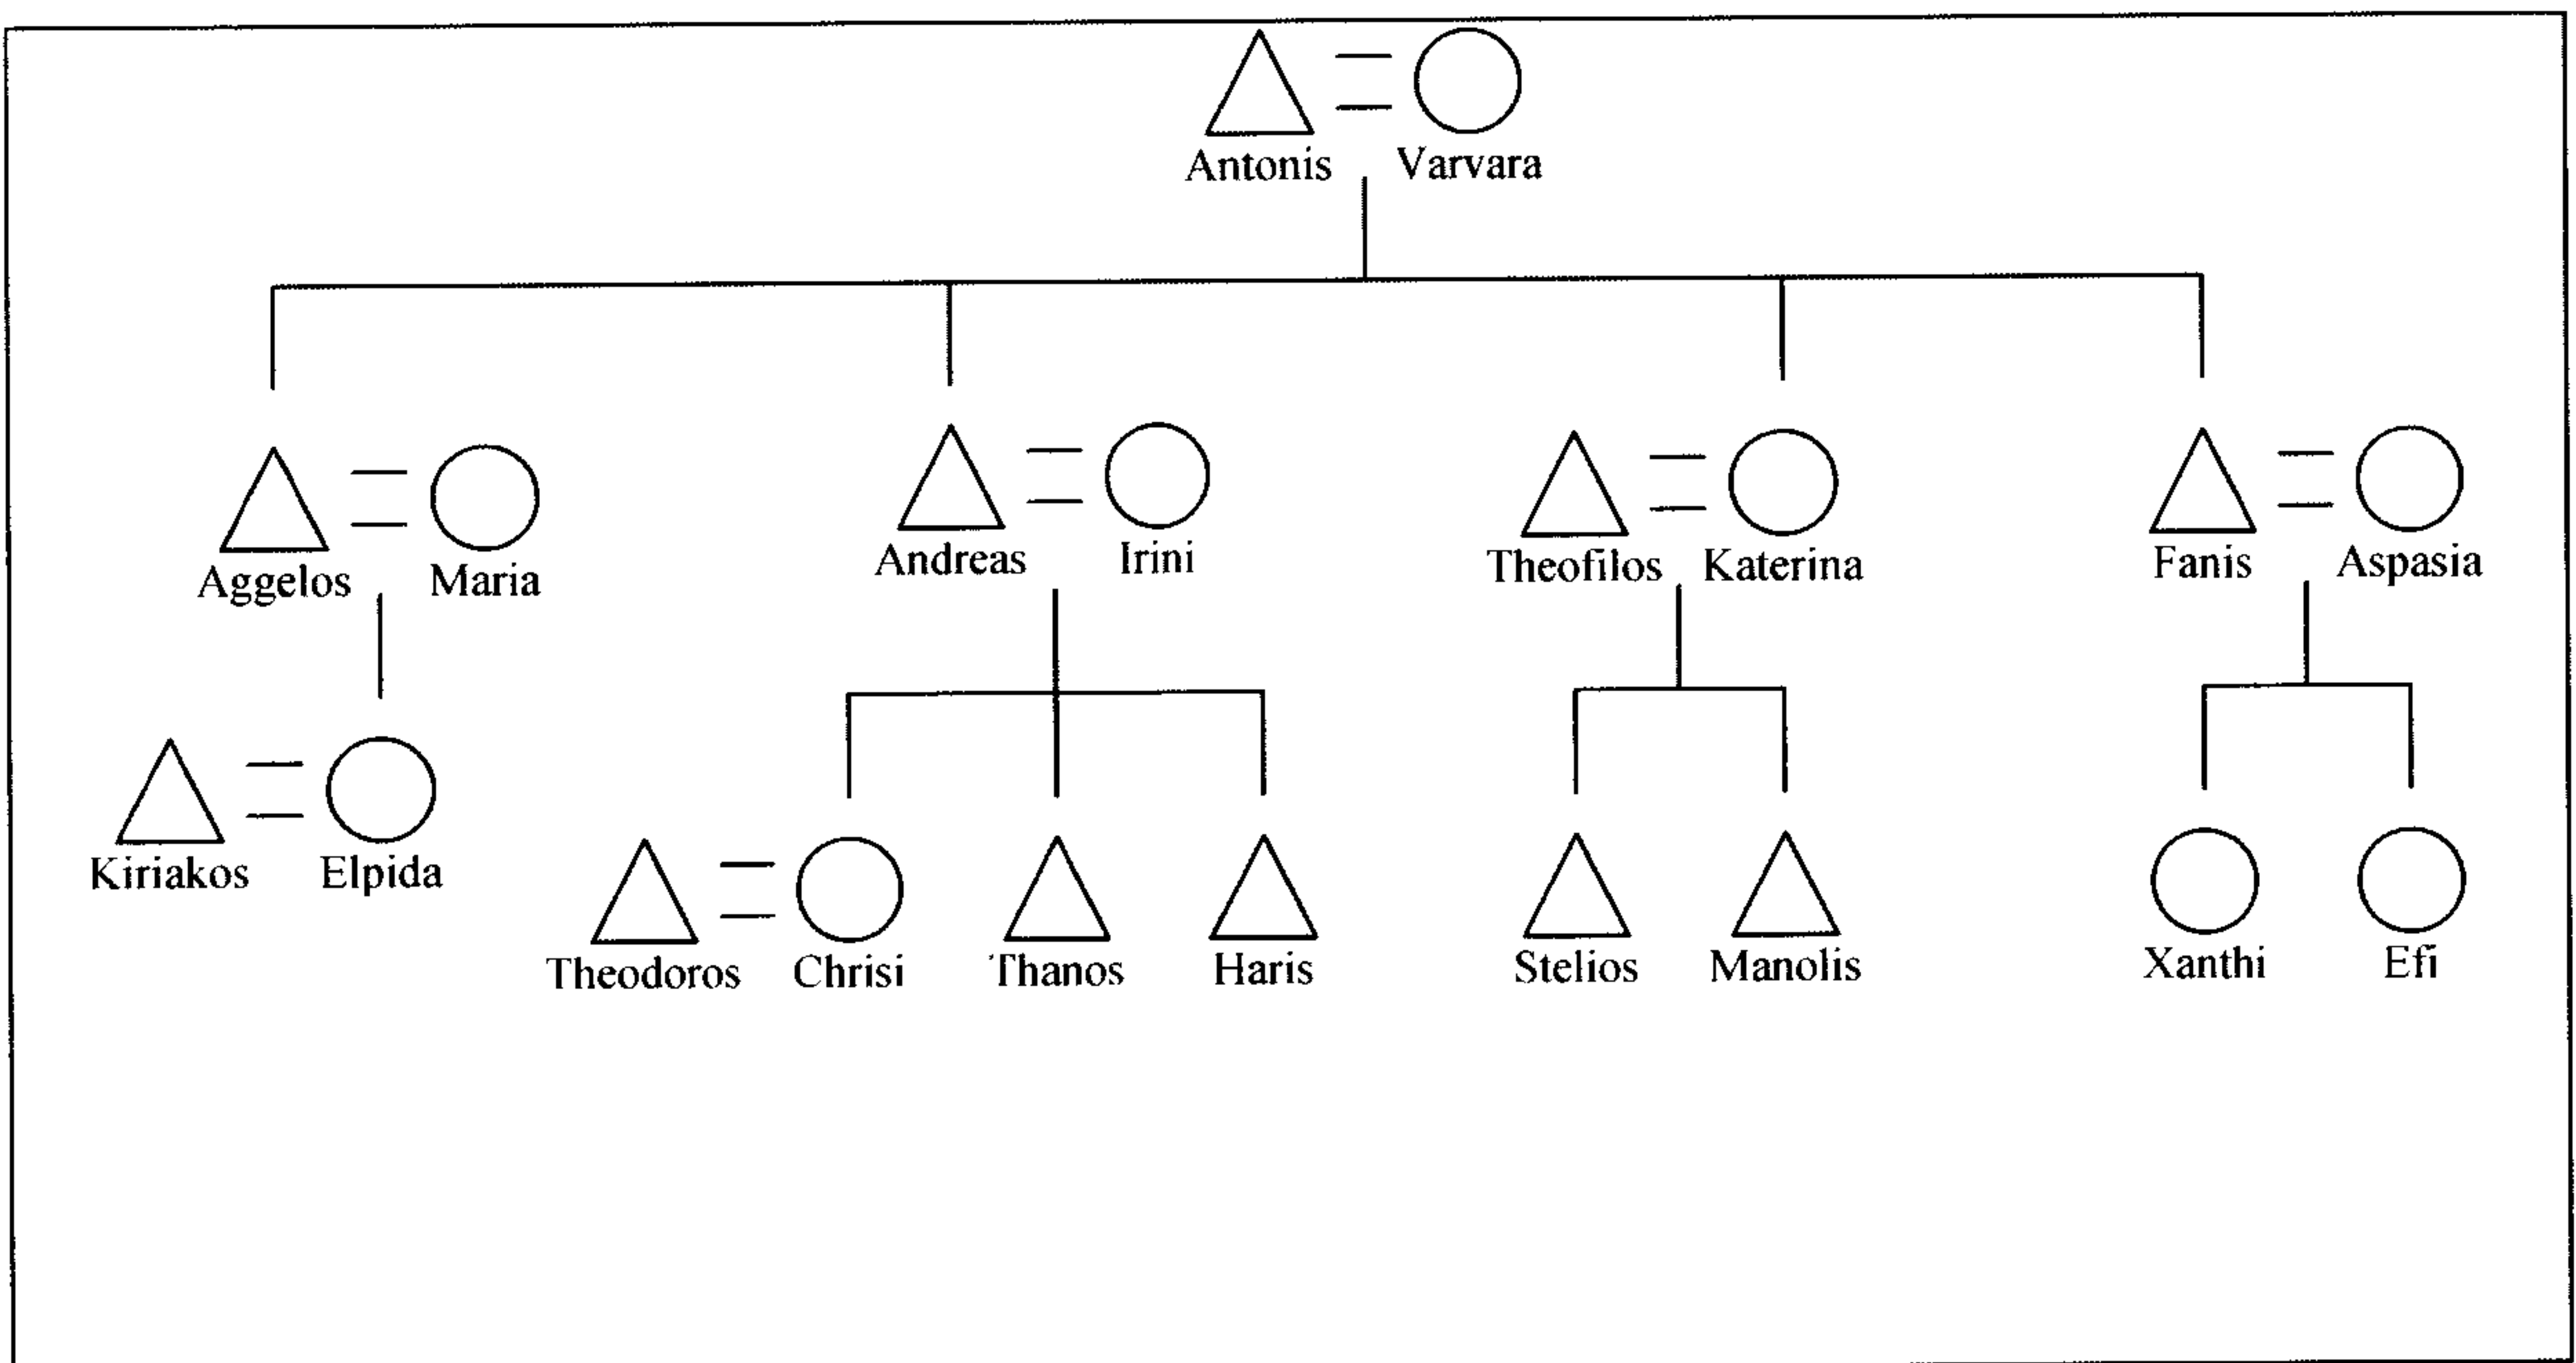 Antonis Varvara
Aggelos Maria Andreas Irini Theofilos Katerina Fanis Aspasia
Kiriakos Elpida
Theodoros Chrisi Thanos Haris Stelios Manolis Xanthi Efi